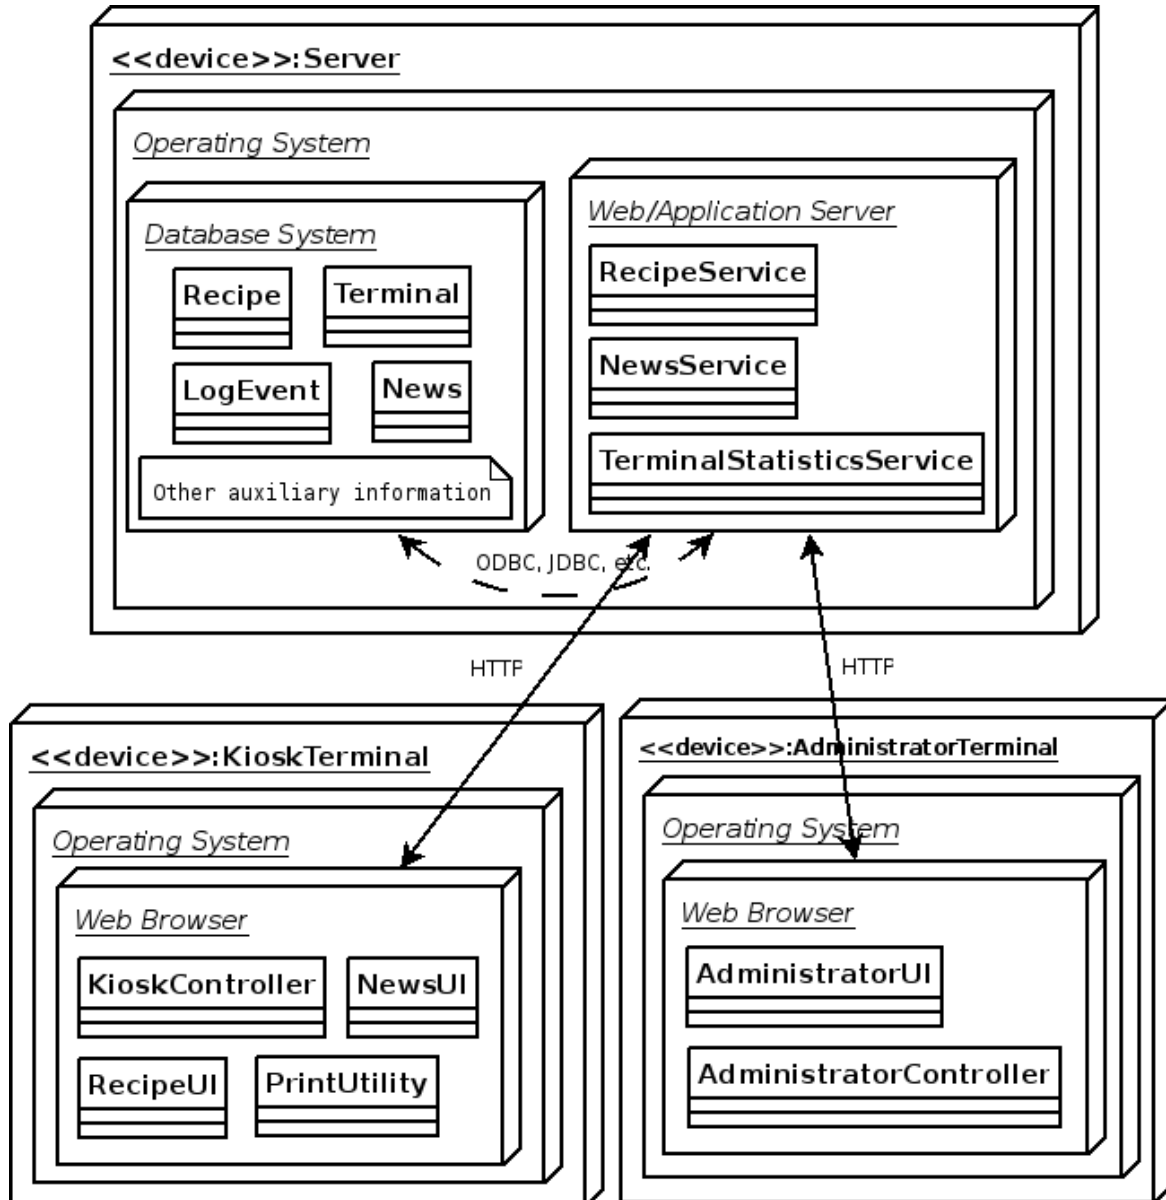 <<device>>:Server
Operating System
Database System
Recipe
Terminal
LogEvent
News
Other auxiliary information
Web/Application Server
RecipeService
NewsService
TerminalStatisticsService
ODBC, JDBC, etc.
HTTP
HTTP
<<device>>:KioskTerminal
Operating System
Web Browser
KioskController
NewsUI
RecipeUI
PrintUtility
<<device>>:AdministratorTerminal
Operating System
Web Browser
AdministratorUI
AdministratorController